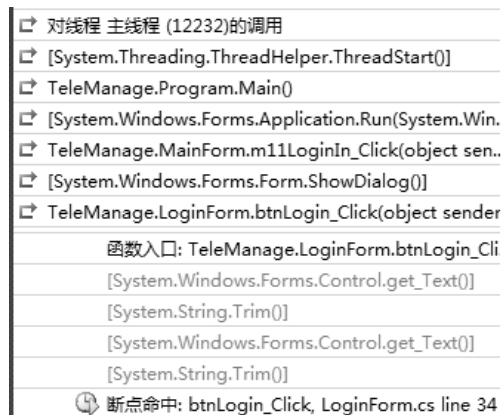 对线程 主线程 (12232)的调用
[System.Threading.ThreadHelper.ThreadStart()]
TeleManage.Program.Main()
[System.Windows.Forms.Application.Run(System.Win...
TeleManage.MainForm.m11LoginIn_Click(object sen...
[System.Windows.Forms.Form.ShowDialog()]
TeleManage.LoginForm.btnLogin_Click(object sender
函数入口: TeleManage.LoginForm.btnLogin_Cli...
[System.Windows.Forms.Control.get_Text()]
[System.String.Trim()]
[System.Windows.Forms.Control.get_Text()]
[System.String.Trim()]
断点命中: btnLogin_Click, LoginForm.cs line 34